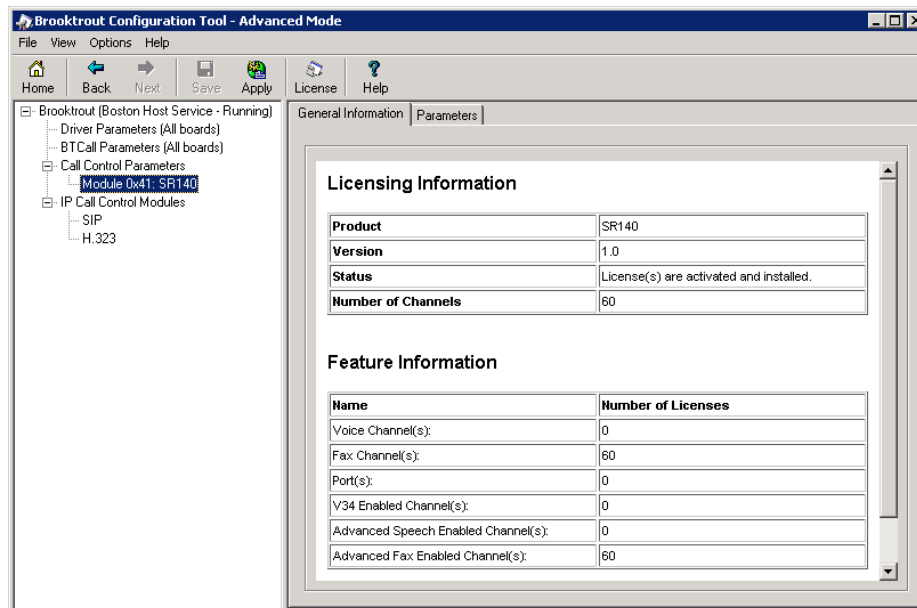 Brooktrout Configuration Tool - Advanced Mode
File View Options Help
Home Back Next Save Apply License Help
Brooktrout (Boston Host Service - Running)
Driver Parameters (All boards)
BTCall Parameters (All boards)
Call Control Parameters
Module 0x41: SR140
IP Call Control Modules
SIP
H.323
General Information Parameters
Licensing Information
Product SR140
Version 1.0
Status License(s) are activated and installed.
Number of Channels 60
Feature Information
Name Number of Licenses
Voice Channel(s): 0
Fax Channel(s): 60
Port(s): 0
V34 Enabled Channel(s): 0
Advanced Speech Enabled Channel(s): 0
Advanced Fax Enabled Channel(s): 60